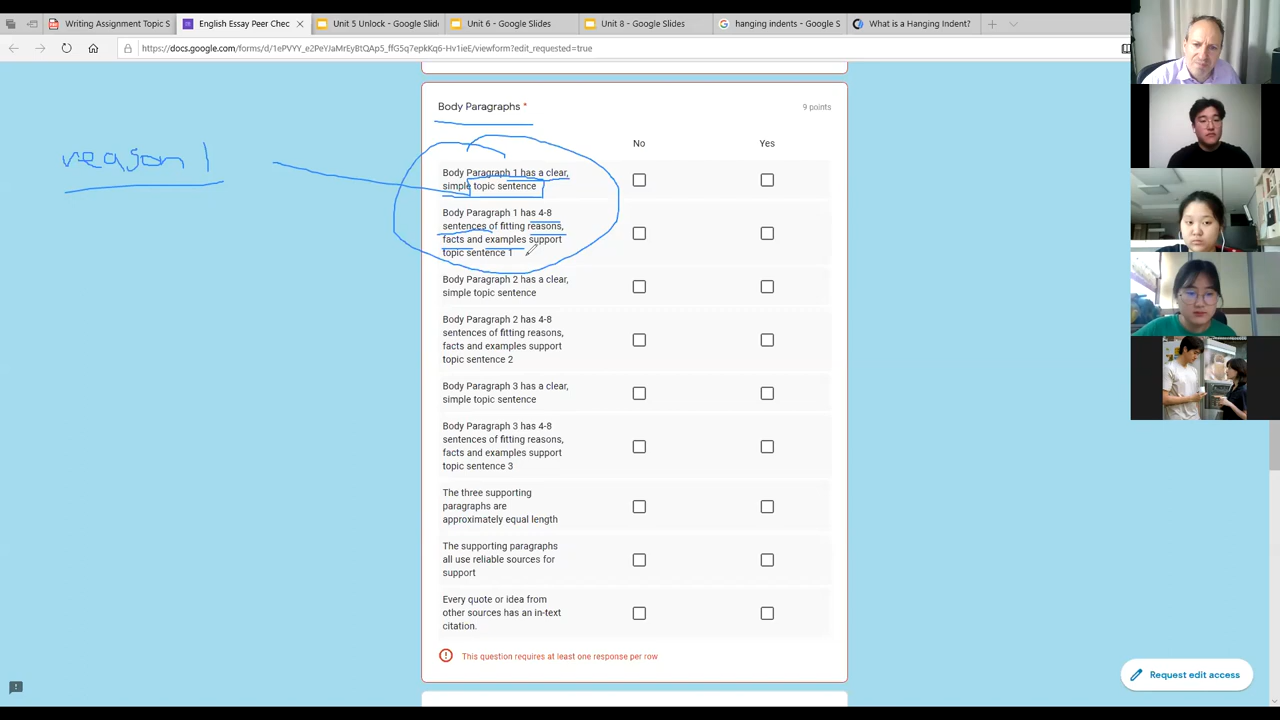 Writing Assignment Topic S
English Essay Peer Chec
Unit 5 Unlock - Google Slide
Unit 6 - Google Slides
Unit 8 - Google Slides
hanging indents - Google S
What is a Hanging Indent?
https://docs.google.com/forms/d/1ePVYY_e2PeYJaMrEyBtQAp5_ffG5q7epkKq6-Hv1ieE/viewform?edit_requested=true
Body Paragraphs *
9 points
No
Yes
reason 1
Body Paragraph 1 has a clear,
simple topic sentence
Body Paragraph 1 has 4-8
sentences of fitting reasons,
facts and examples support
topic sentence 1
Body Paragraph 2 has a clear,
simple topic sentence
Body Paragraph 2 has 4-8
sentences of fitting reasons,
facts and examples support
topic sentence 2
Body Paragraph 3 has a clear,
simple topic sentence
Body Paragraph 3 has 4-8
sentences of fitting reasons,
facts and examples support
topic sentence 3
The three supporting
paragraphs are
approximately equal length
The supporting paragraphs
all use reliable sources for
support
Every quote or idea from
other sources has an in-text
citation.
This question requires at least one response per row
Request edit access